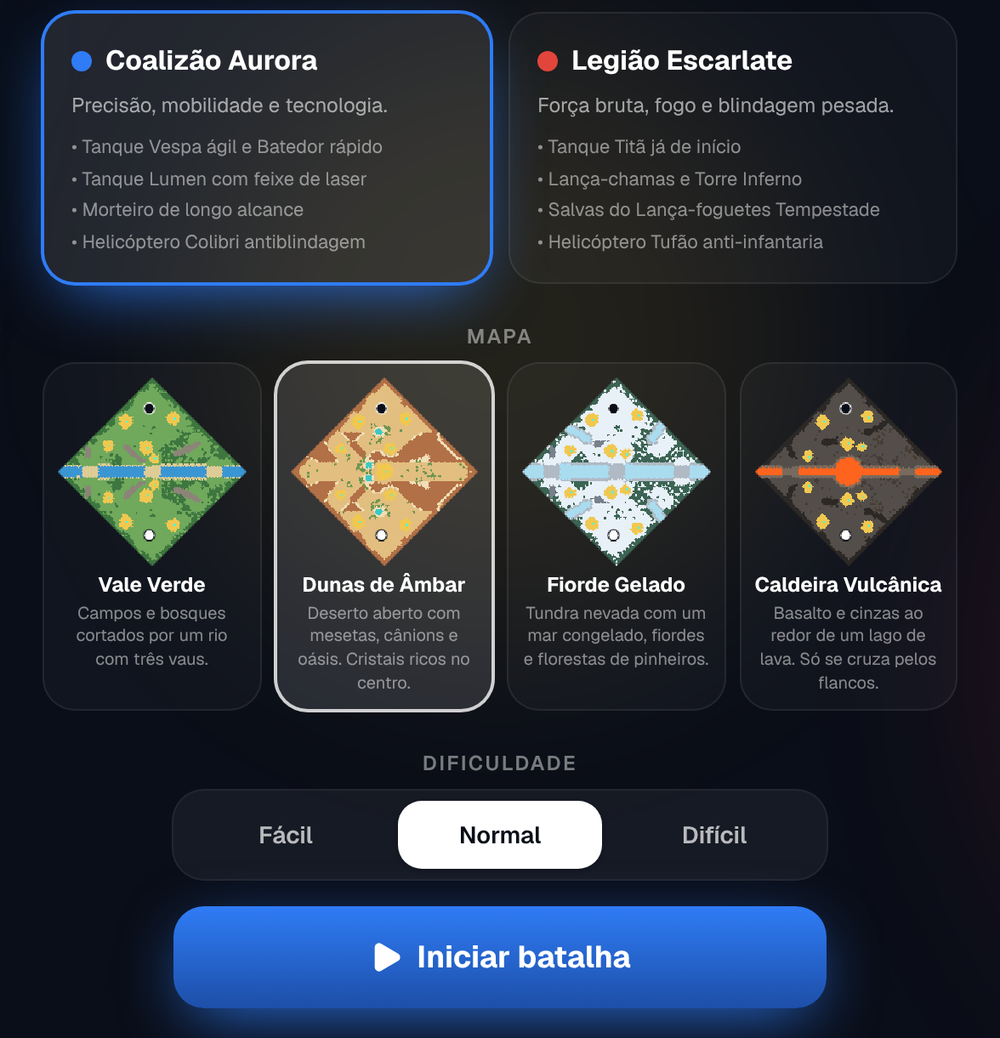 Coalizão Aurora
Precisão, mobilidade e tecnologia.
• Tanque Vespa ágil e Batedor rápido
• Tanque Lumen com feixe de laser
• Morteiro de longo alcance
• Helicóptero Colibri antiblindagem
Legião Escarlate
Força bruta, fogo e blindagem pesada.
• Tanque Titã já de início
• Lança-chamas e Torre Inferno
• Salvas do Lança-foguetes Tempestade
• Helicóptero Tufão anti-infantaria
MAPA
Vale Verde
Campos e bosques
cortados por um rio
com três vaus.
Dunas de Âmbar
Deserto aberto com
mesetas, cânions e
oásis. Cristais ricos no
centro.
Fiorde Gelado
Tundra nevada com um
mar congelado, fiordes
e florestas de pinheiros.
Caldeira Vulcânica
Basalto e cinzas ao
redor de um lago de
lava. Só se cruza pelos
flancos.
DIFICULDADE
Fácil
Normal
Difícil
Iniciar batalha